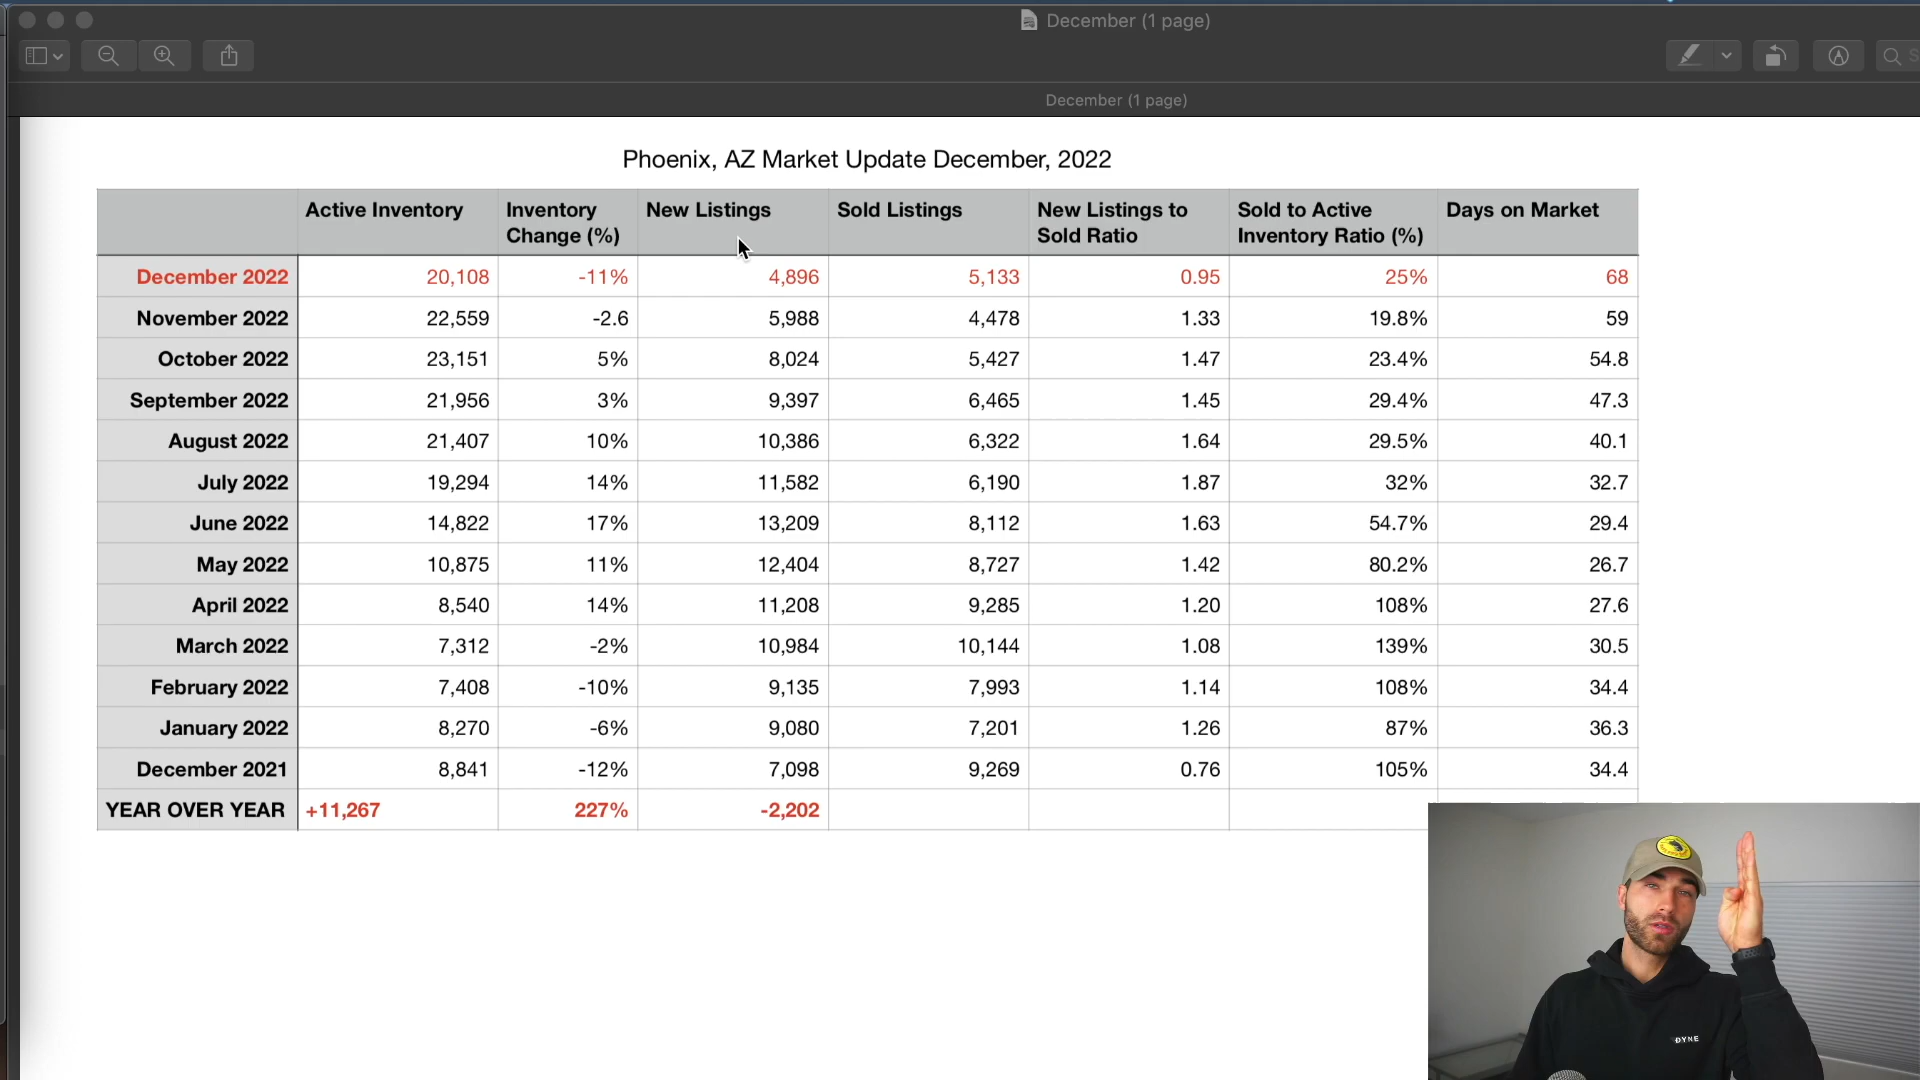 December (1 page)
December (1 page)
Phoenix, AZ Market Update December, 2022
Active Inventory Inventory Change (%) New Listings Sold Listings New Listings to Sold Ratio Sold to Active Inventory Ratio (%) Days on Market
December 2022 20,108 -11% 4,896 5,133 0.95 25% 68
November 2022 22,559 -2.6 5,988 4,478 1.33 19.8% 59
October 2022 23,151 5% 8,024 5,427 1.47 23.4% 54.8
September 2022 21,956 3% 9,397 6,465 1.45 29.4% 47.3
August 2022 21,407 10% 10,386 6,322 1.64 29.5% 40.1
July 2022 19,294 14% 11,582 6,190 1.87 32% 32.7
June 2022 14,822 17% 13,209 8,112 1.63 54.7% 29.4
May 2022 10,875 11% 12,404 8,727 1.42 80.2% 26.7
April 2022 8,540 14% 11,208 9,285 1.20 108% 27.6
March 2022 7,312 -2% 10,984 10,144 1.08 139% 30.5
February 2022 7,408 -10% 9,135 7,993 1.14 108% 34.4
January 2022 8,270 -6% 9,080 7,201 1.26 87% 36.3
December 2021 8,841 -12% 7,098 9,269 0.76 105% 34.4
YEAR OVER YEAR +11,267 227% -2,202
DYNE